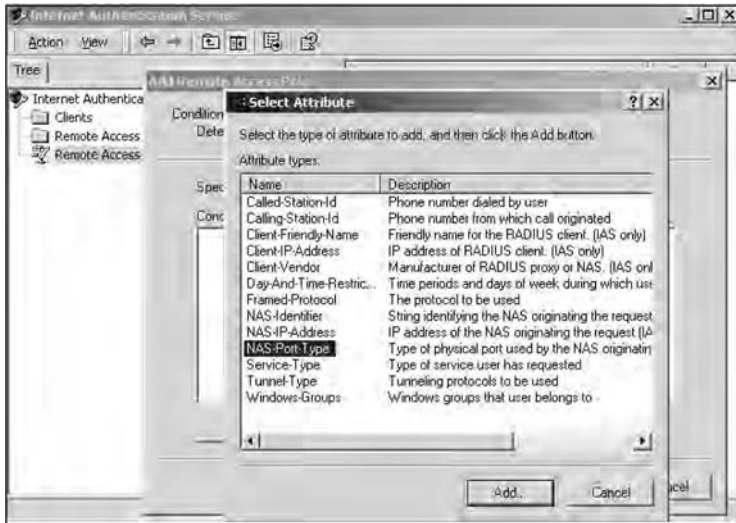 Internet Authentication Service
Action View
Tree
Internet Authentica
Clients
Remote Access
Remote Access
Add Remote Access Poli
Condition
Dete
Spec
Conc
Select Attribute
Select the type of attribute to add, and then click the Add button.
Attribute types:
Name Description
Called-Station-Id Phone number dialed by user
Calling-Station-Id Phone number from which call originated
Client-Friendly-Name Friendly name for the RADIUS client. (IAS only)
Client-IP-Address IP address of RADIUS client. (IAS only)
Client-Vendor Manufacturer of RADIUS proxy or NAS. (IAS onl
Day-And-Time-Restric... Time periods and days of week during which use
Framed-Protocol The protocol to be used
NAS-Identifier String identifying the NAS originating the request
NAS-IP-Address IP address of the NAS originating the request (IA
NAS-Port-Type Type of physical port used by the NAS originatin
Service-Type Type of service user has requested
Tunnel-Type Tunneling protocols to be used
Windows-Groups Windows groups that user belongs to
Add... Cancel
cel